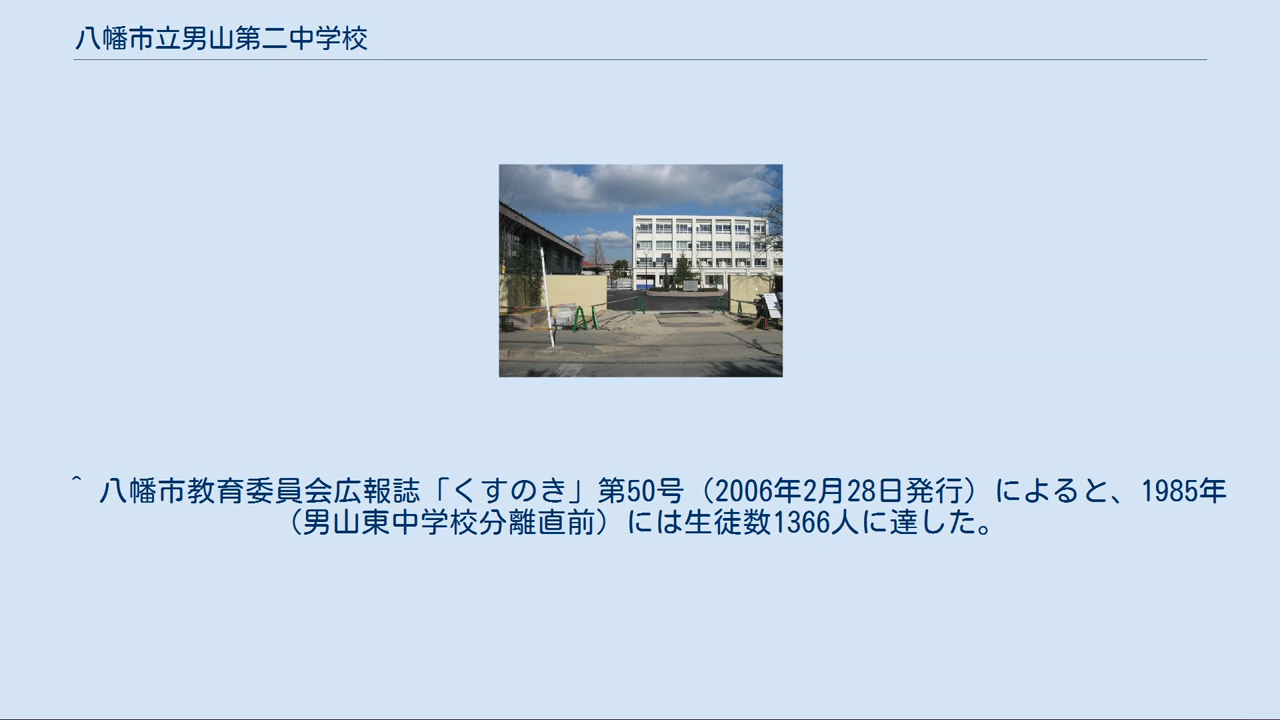 八幡市立男山第二中学校
^ 八幡市教育委員会広報誌「くすのき」第50号（2006年2月28日発行）によると、1985年
（男山東中学校分離直前）には生徒数1366人に達した。